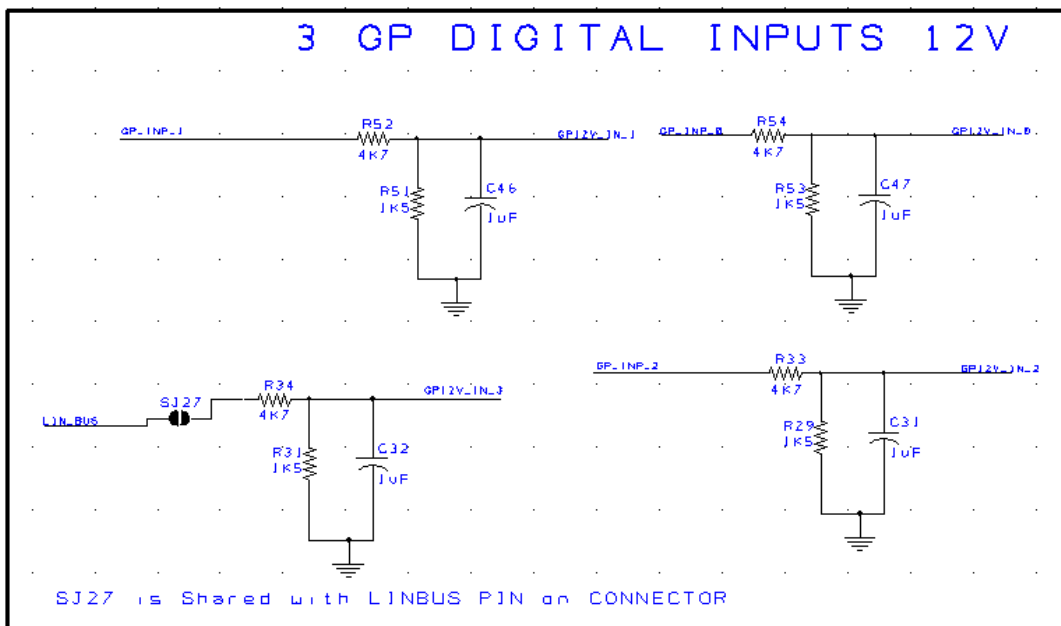 3 GP DIGITAL INPUTS 12V
GP_INP_1
R52
4K7
GP12V_IN_1
R51
1K5
C46
1uF
GP_INP_0
R54
4K7
GP12V_IN_0
R53
1K5
C47
1uF
LIN_BUS
SJ27
R34
4K7
GP12V_IN_3
R31
1K5
C32
1uF
GP_INP_2
R33
4K7
GP12V_IN_2
R29
1K5
C31
1uF
SJ27 is Shared with LINBUS PIN on CONNECTOR